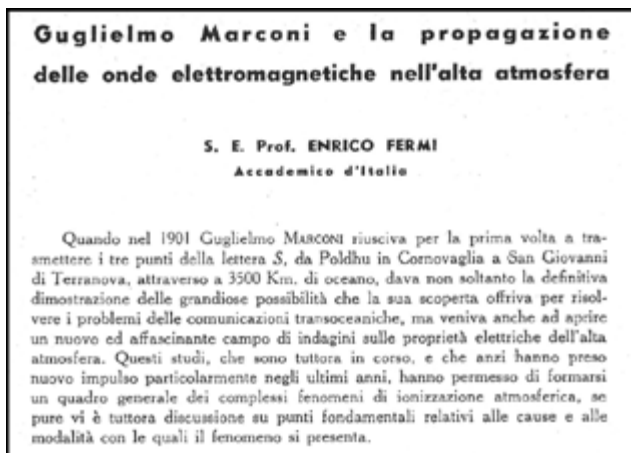 Guglielmo Marconi e la propagazione
delle onde elettromagnetiche nell'alta atmosfera
S. E. Prof. ENRICO FERMI
Accademico d'Italia
Quando nel 1901 Guglielmo MARCONI riusciva per la prima volta a tra-
smettere i tre punti della lettera S, da Poldhu in Cornovaglia a San Giovanni
di Terranova, attraverso a 3500 Km. di oceano, dava non soltanto la definitiva
dimostrazione delle grandiose possibilità che la sua scoperta offriva per risol-
vere i problemi delle comunicazioni transoceaniche, ma veniva anche ad aprire
un nuovo ed affascinante campo di indagini sulle proprietà elettriche dell'alta
atmosfera. Questi studi, che sono tuttora in corso, e che anzi hanno preso
nuovo impulso particolarmente negli ultimi anni, hanno permesso di formarsi
un quadro generale dei complessi fenomeni di ionizzazione atmosferica, se
pure vi è tuttora discussione su punti fondamentali relativi alle cause e alle
modalità con le quali il fenomeno si presenta.